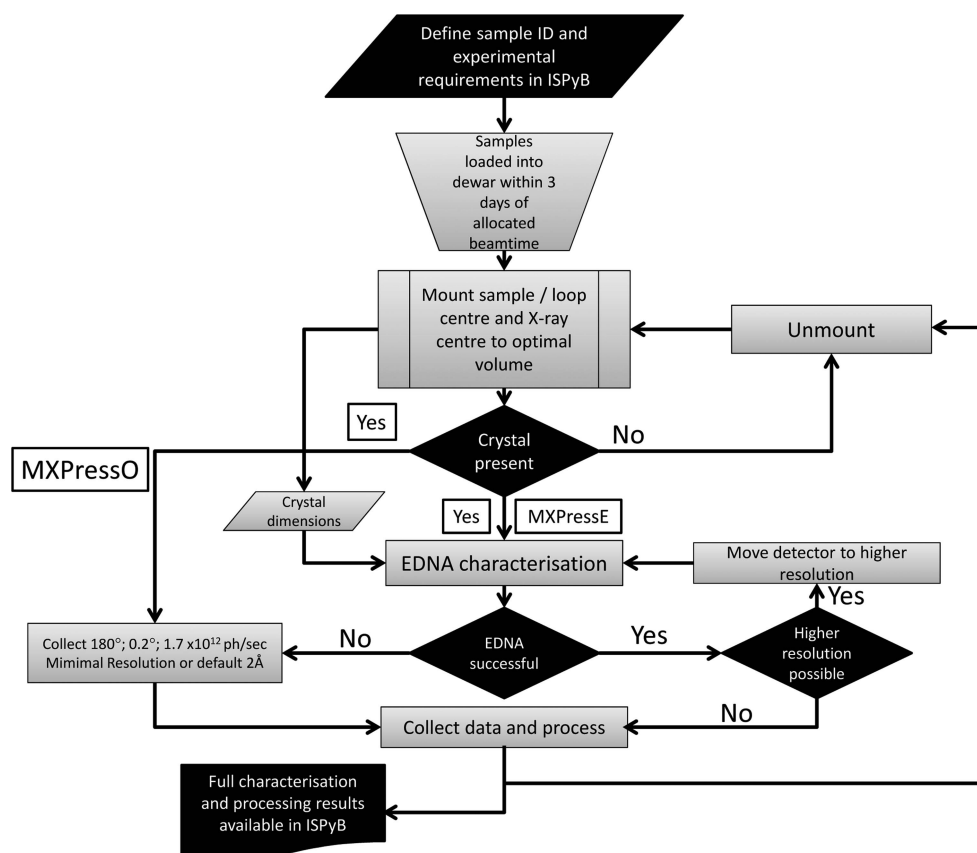 Define sample ID and
experimental
requirements in ISPyB
Samples
loaded into
dewar within 3
days of
allocated
beamtime
Mount sample / loop
centre and X-ray
centre to optimal
volume
Unmount
Yes
Crystal
present
No
MXPressO
Crystal
dimensions
Yes
MXPressE
EDNA characterisation
Move detector to higher
resolution
Yes
Collect 180°; 0.2°; 1.7 x10¹² ph/sec
Mimimal Resolution or default 2Å
No
EDNA
successful
Yes
Higher
resolution
possible
No
Collect data and process
Full characterisation
and processing results
available in ISPyB